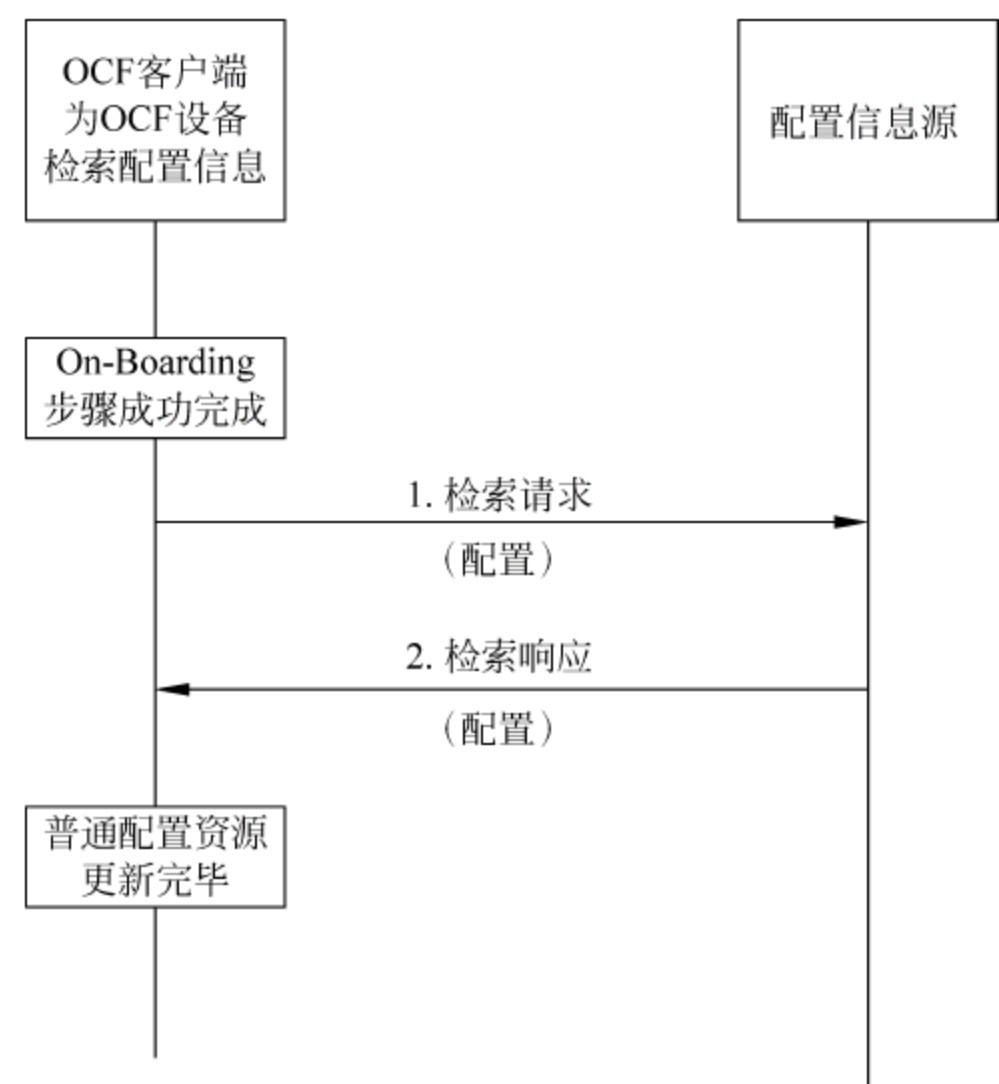 OCF客户端
为OCF设备
检索配置信息
配置信息源
On-Boarding
步骤成功完成
1. 检索请求
（配置）
2. 检索响应
（配置）
普通配置资源
更新完毕